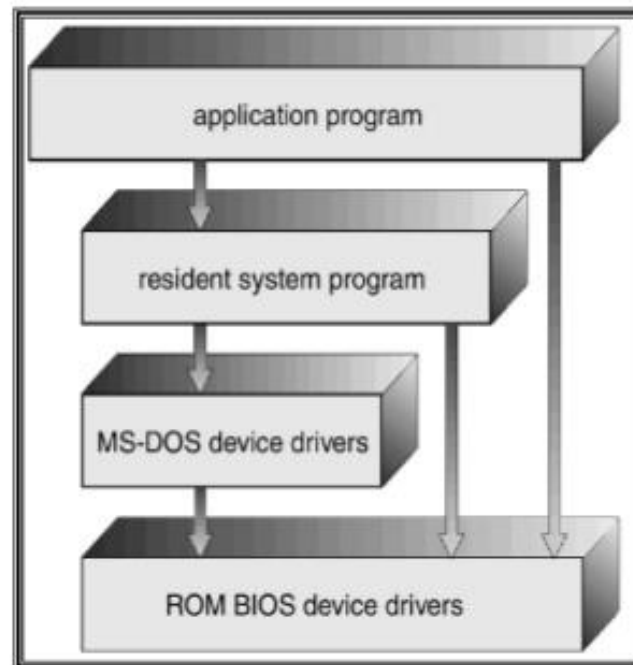 application program
resident system program
MS-DOS device drivers
ROM BIOS device drivers